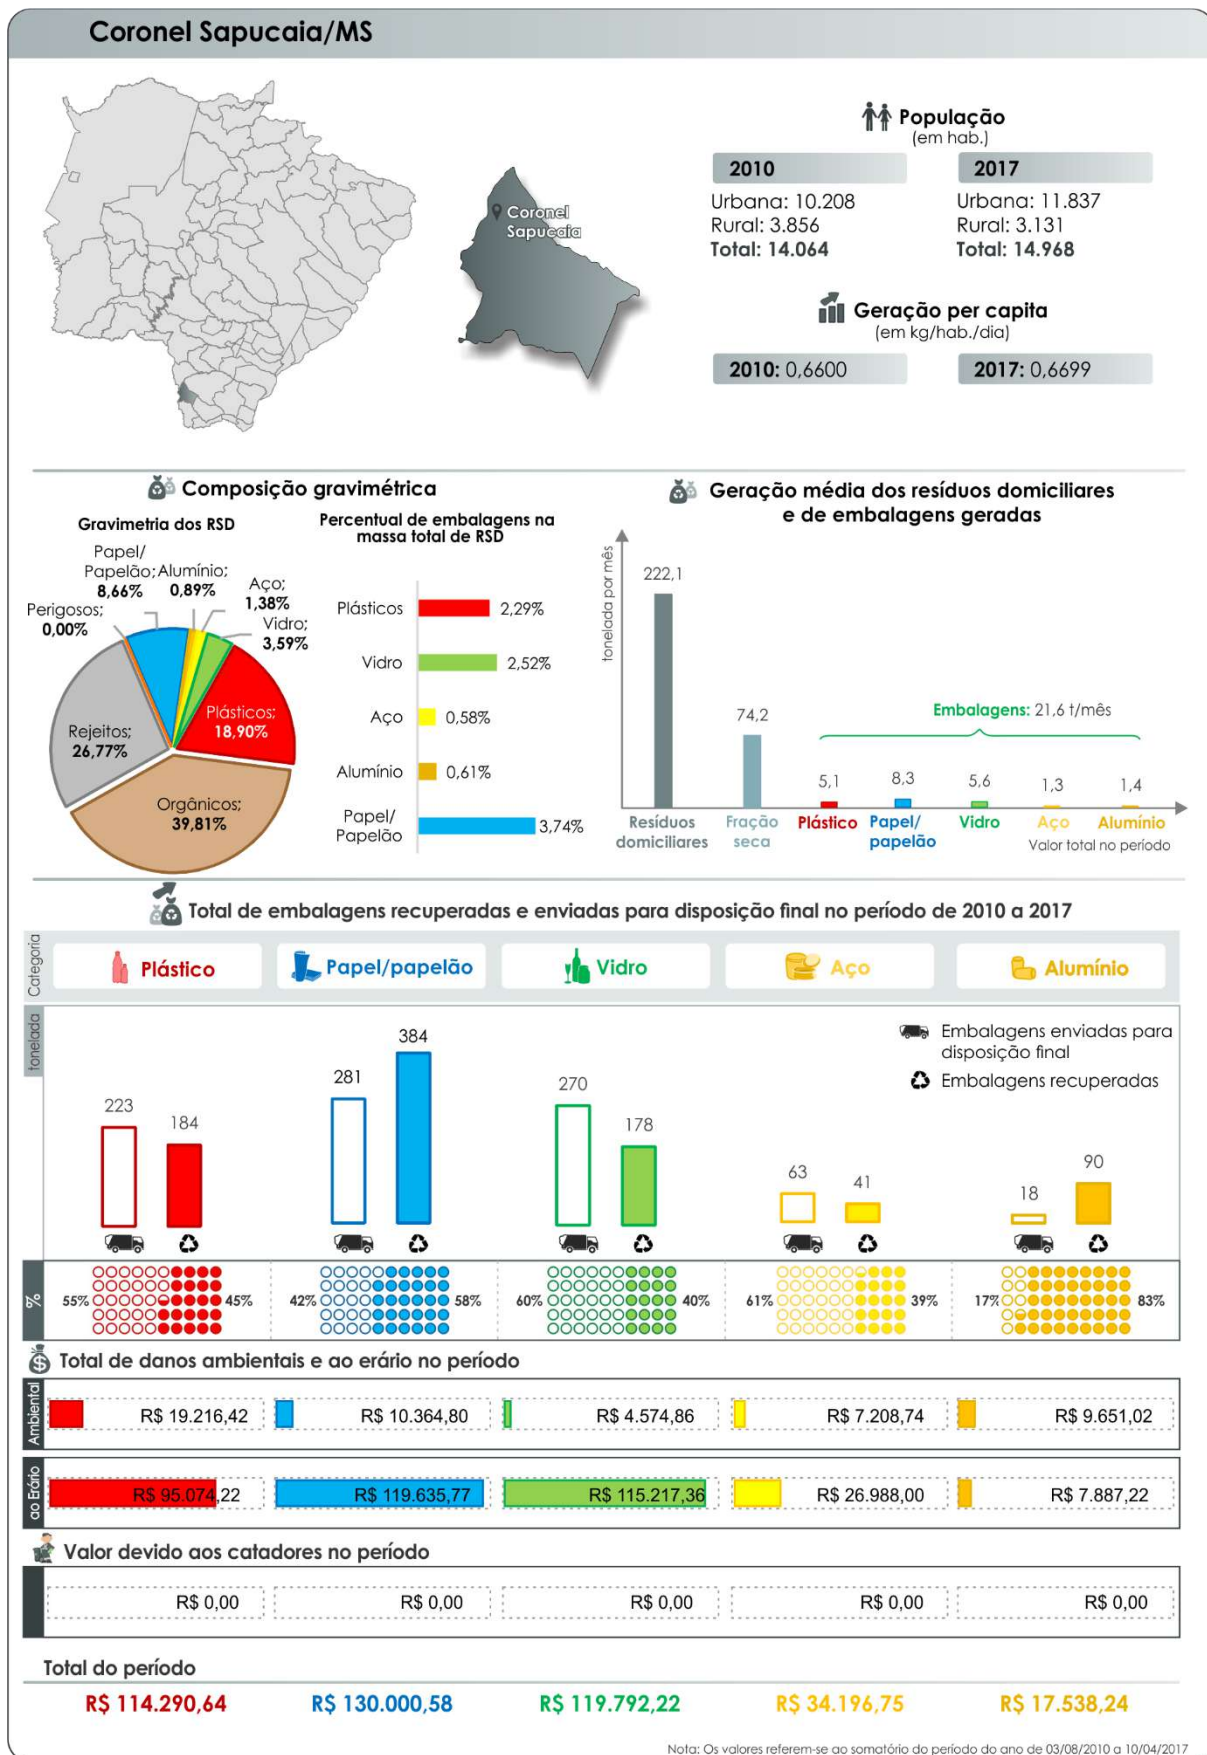 Coronel Sapucaia/MS
Coronel
Sapucaia
População
(em hab.)
2010
2017
Urbana: 10.208
Rural: 3.856
Total: 14.064
Urbana: 11.837
Rural: 3.131
Total: 14.968
Geração per capita
(em kg/hab./dia)
2010: 0,6600
2017: 0,6699
Composição gravimétrica
Gravimetria dos RSD
Papel/
Papelão;
8,66%
Alumínio;
0,89%
Aço;
1,38%
Vidro;
3,59%
Perigosos;
0,00%
Plásticos;
18,90%
Rejeitos;
26,77%
Orgânicos;
39,81%
Percentual de embalagens na
massa total de RSD
Plásticos
2,29%
Vidro
2,52%
Aço
0,58%
Alumínio
0,61%
Papel/
Papelão
3,74%
Geração média dos resíduos domiciliares
e de embalagens geradas
tonelada por mês
222,1
74,2
Embalagens: 21,6 t/mês
5,1
8,3
5,6
1,3
1,4
Resíduos
domiciliares
Fração
seca
Plástico
Papel/
papelão
Vidro
Aço
Alumínio
Valor total no período
Total de embalagens recuperadas e enviadas para disposição final no período de 2010 a 2017
Categoria
Plástico
Papel/papelão
Vidro
Aço
Alumínio
tonelada
Embalagens enviadas para
disposição final
Embalagens recuperadas
223
184
281
384
270
178
63
41
18
90
%
55%
45%
42%
58%
60%
40%
61%
39%
17%
83%
Total de danos ambientais e ao erário no período
Ambiental
R$ 19.216,42
R$ 10.364,80
R$ 4.574,86
R$ 7.208,74
R$ 9.651,02
ao Erário
R$ 95.074,22
R$ 119.635,77
R$ 115.217,36
R$ 26.988,00
R$ 7.887,22
Valor devido aos catadores no período
R$ 0,00
R$ 0,00
R$ 0,00
R$ 0,00
R$ 0,00
Total do período
R$ 114.290,64
R$ 130.000,58
R$ 119.792,22
R$ 34.196,75
R$ 17.538,24
Nota: Os valores referem-se ao somatório do período do ano de 03/08/2010 a 10/04/2017